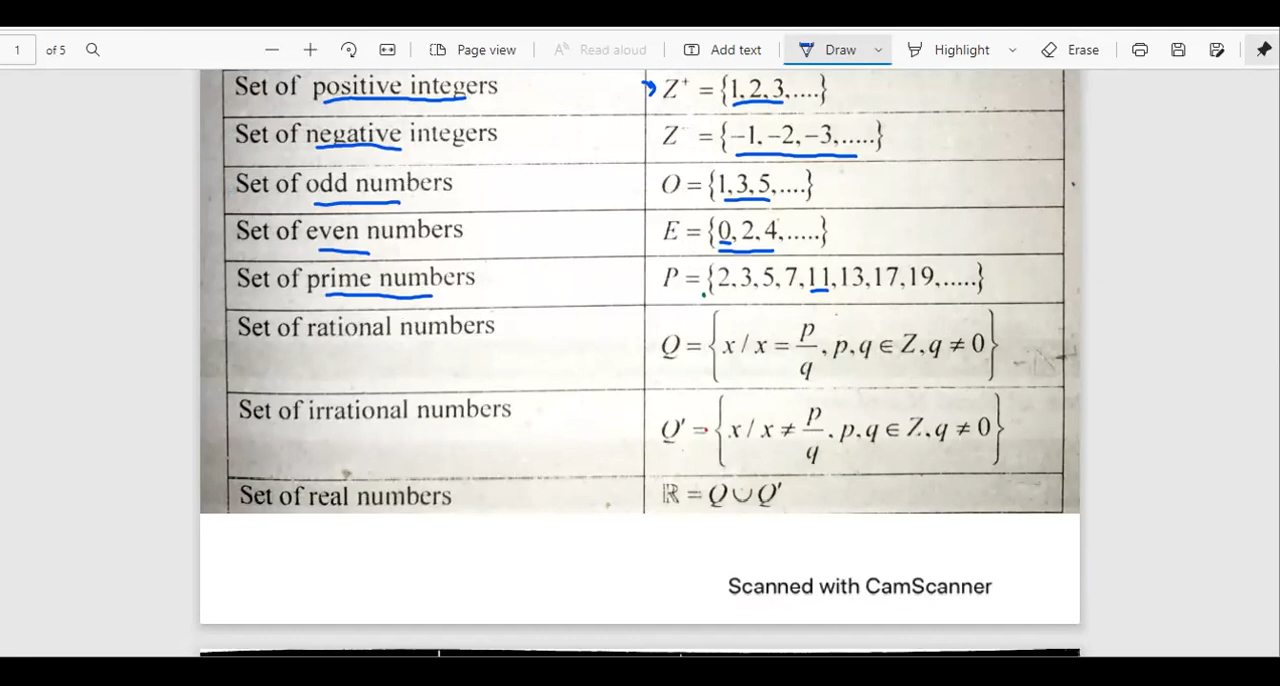 1 of 5 Page view Read aloud Add text Draw Highlight Erase
Set of positive integers Z⁺ = {1, 2, 3, .....}
Set of negative integers Z = {−1, −2, −3, .....}
Set of odd numbers O = {1, 3, 5, ....}
Set of even numbers E = {0, 2, 4, .....}
Set of prime numbers P = {2, 3, 5, 7, 11, 13, 17, 19, .....}
Set of rational numbers Q = {x / x = p/q, p, q ∈ Z, q ≠ 0}
Set of irrational numbers Q′ = {x / x ≠ p/q, p, q ∈ Z, q ≠ 0}
Set of real numbers ℝ = Q ∪ Q′
Scanned with CamScanner